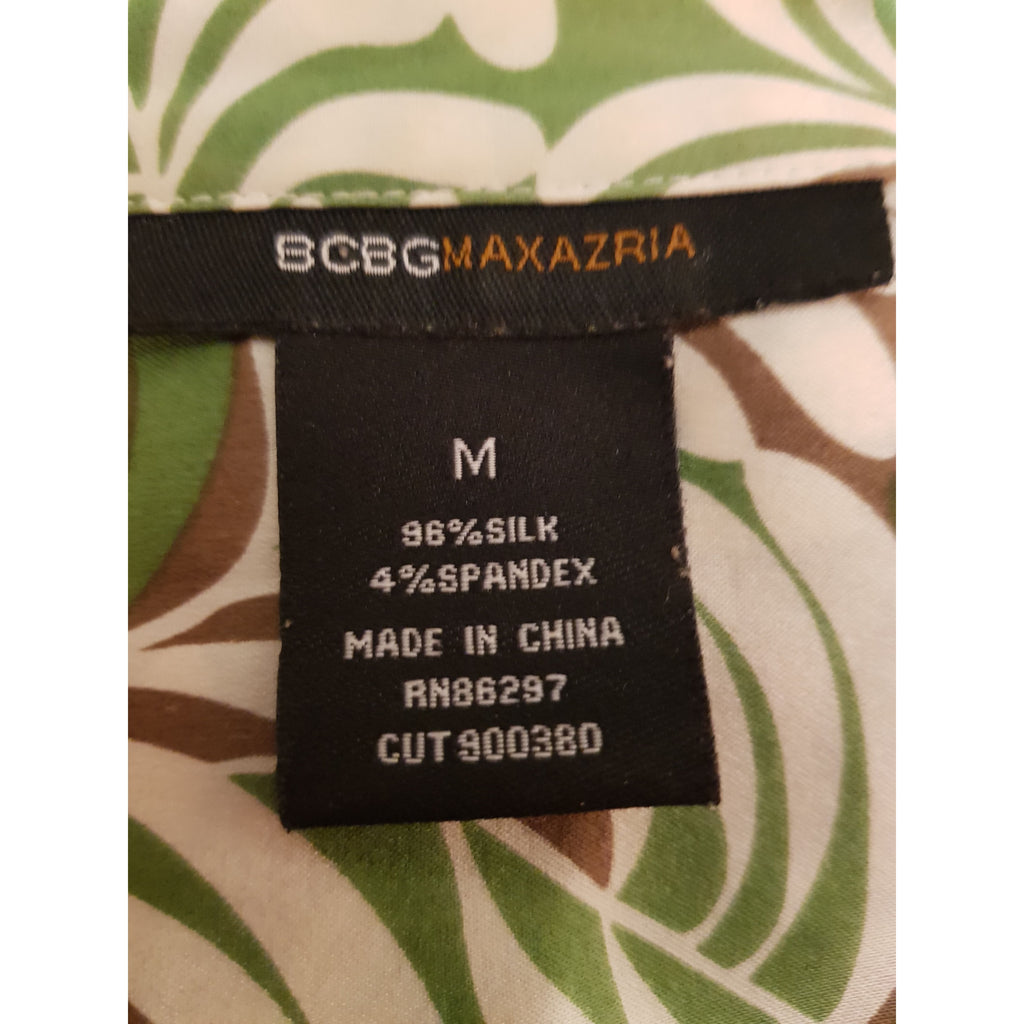 BCBGMAXAZRIA
M
96%SILK
4%SPANDEX
MADE IN CHINA
RN86297
CUT900380